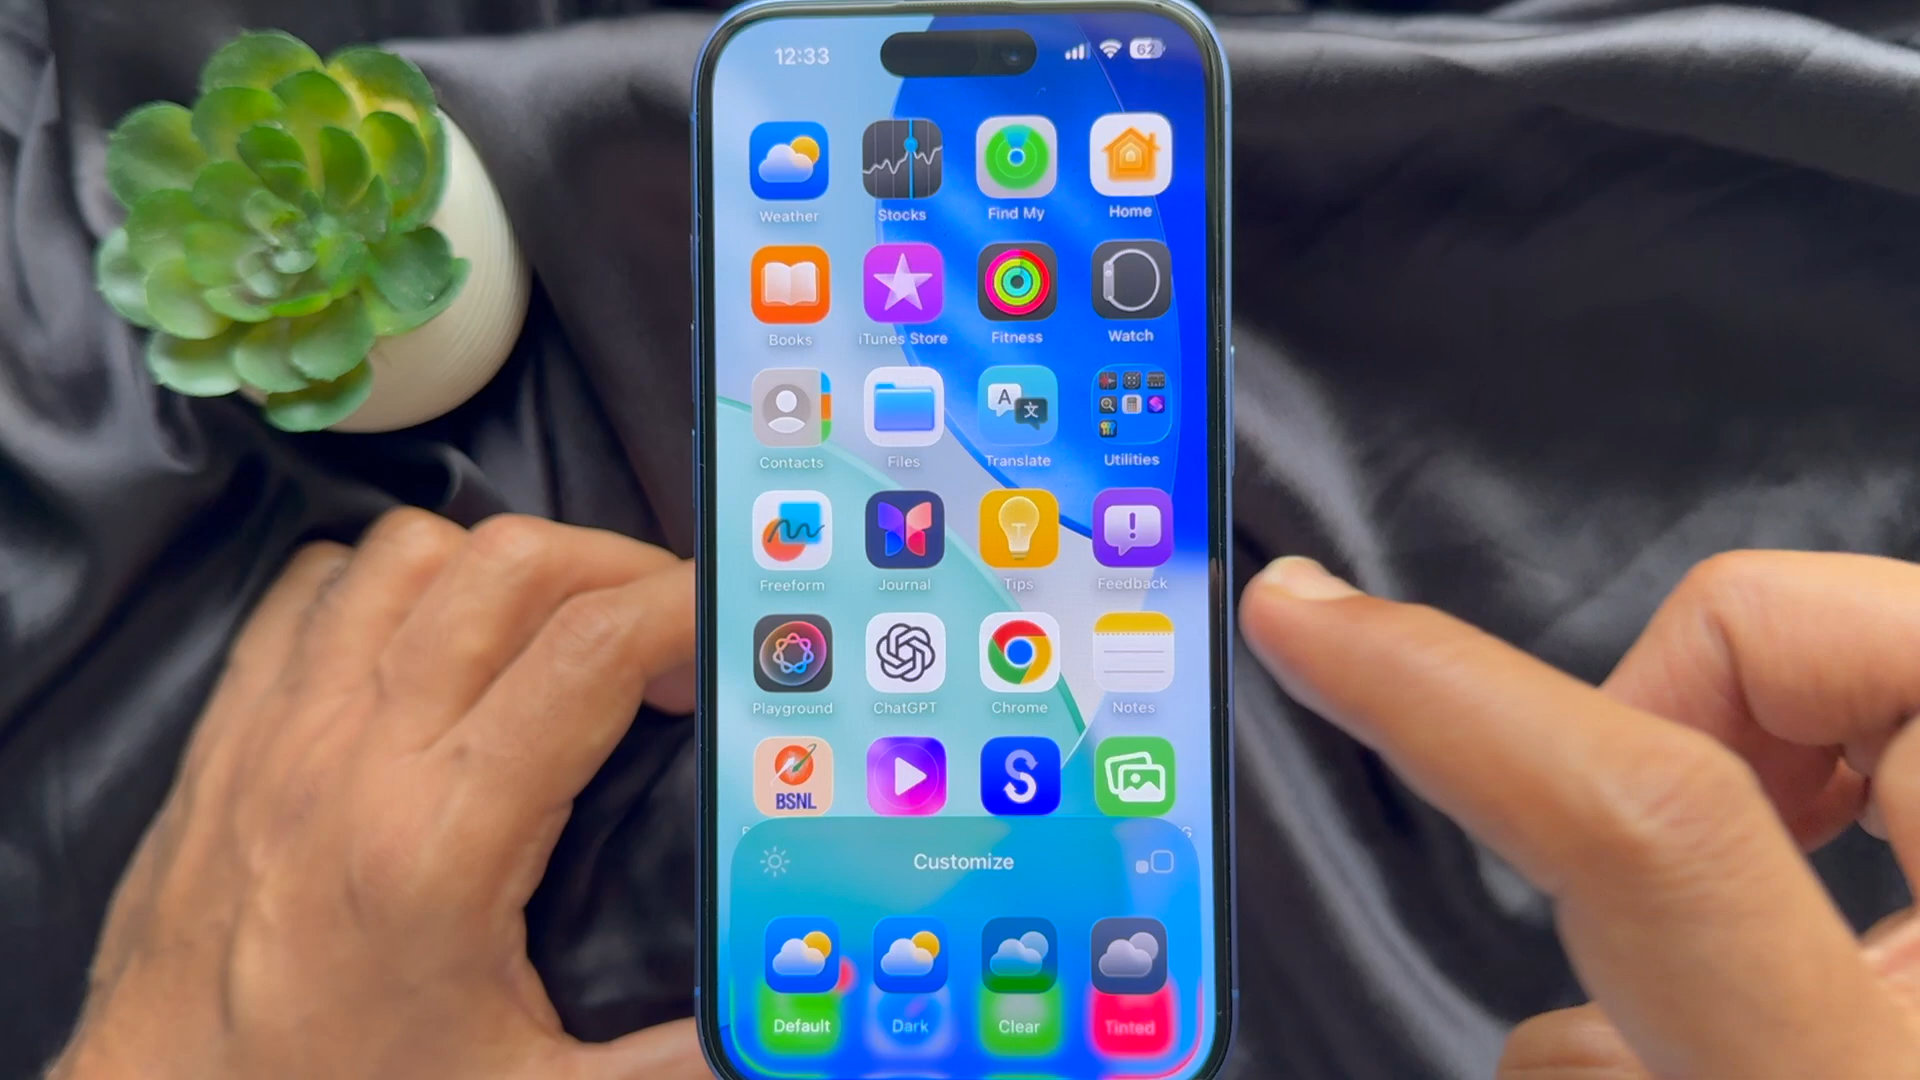 12:33
62
Weather Stocks Find My Home
Books iTunes Store Fitness Watch
A
文
Contacts Files Translate Utilities
Freeform Journal Tips Feedback
Playground ChatGPT Chrome Notes
BSNL
Customize
Default Dark Clear Tinted